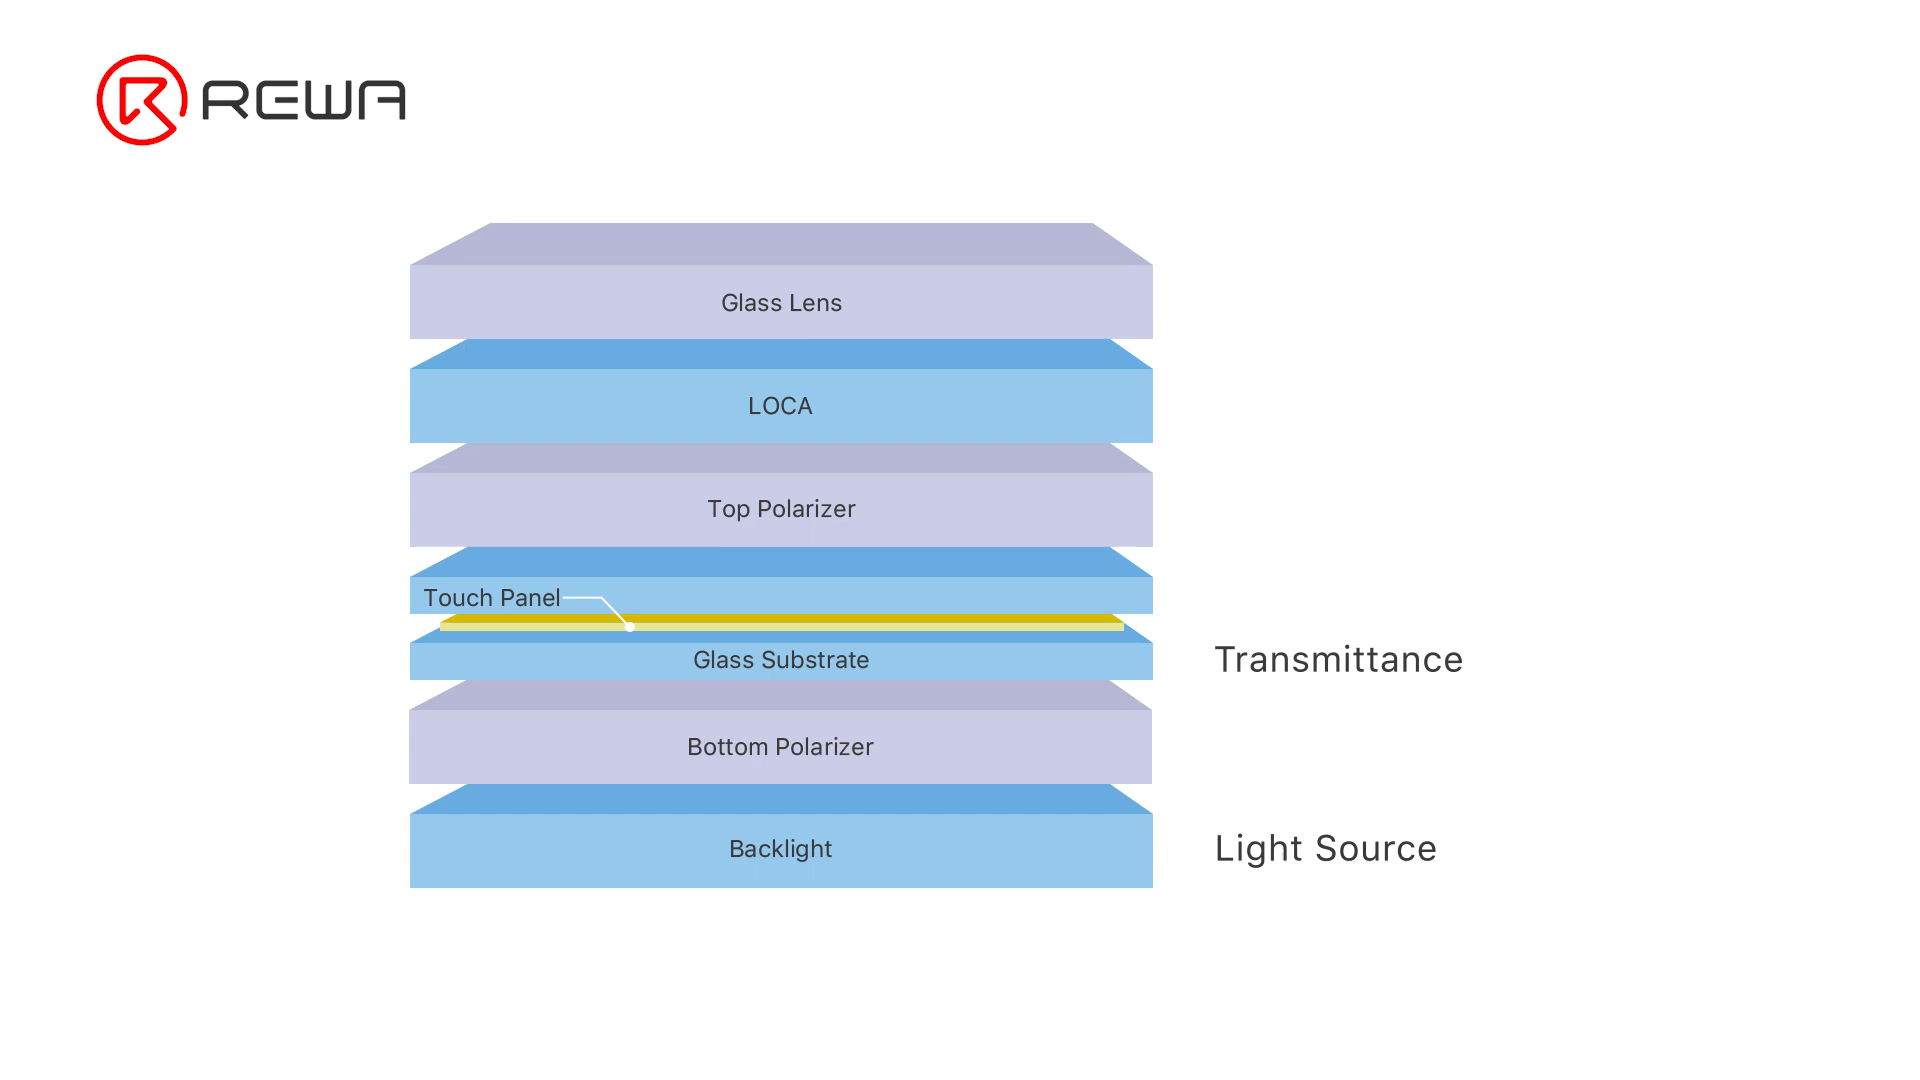 REWA
Glass Lens
LOCA
Top Polarizer
Touch Panel
Glass Substrate
Transmittance
Bottom Polarizer
Backlight
Light Source